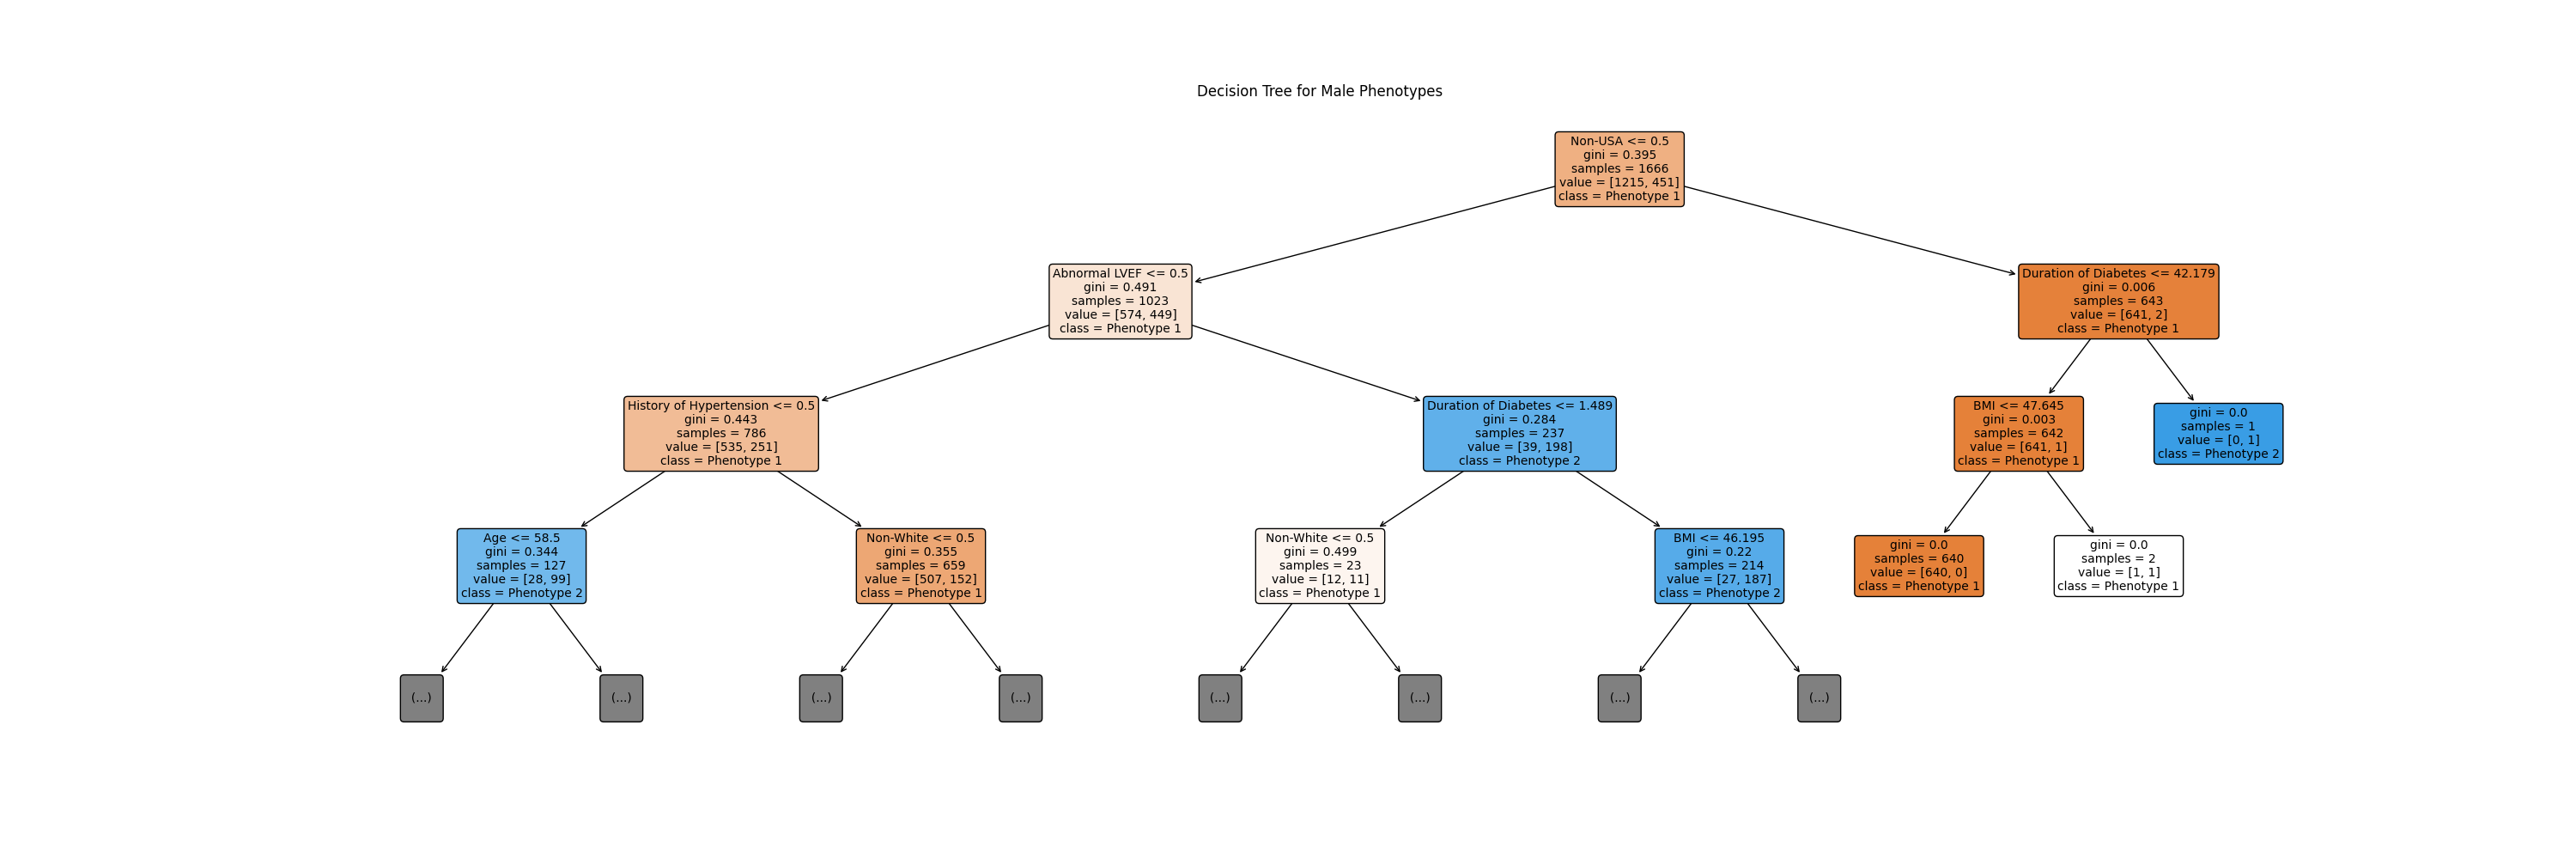 Decision Tree for Male Phenotypes
Non-USA <= 0.5
gini = 0.395
samples = 1666
value = [1215, 451]
class = Phenotype 1
Abnormal LVEF <= 0.5
gini = 0.491
samples = 1023
value = [574, 449]
class = Phenotype 1
Duration of Diabetes <= 42.179
gini = 0.006
samples = 643
value = [641, 2]
class = Phenotype 1
History of Hypertension <= 0.5
gini = 0.443
samples = 786
value = [535, 251]
class = Phenotype 1
Duration of Diabetes <= 1.489
gini = 0.284
samples = 237
value = [39, 198]
class = Phenotype 2
BMI <= 47.645
gini = 0.003
samples = 642
value = [641, 1]
class = Phenotype 1
gini = 0.0
samples = 1
value = [0, 1]
class = Phenotype 2
Age <= 58.5
gini = 0.344
samples = 127
value = [28, 99]
class = Phenotype 2
Non-White <= 0.5
gini = 0.355
samples = 659
value = [507, 152]
class = Phenotype 1
Non-White <= 0.5
gini = 0.499
samples = 23
value = [12, 11]
class = Phenotype 1
BMI <= 46.195
gini = 0.22
samples = 214
value = [27, 187]
class = Phenotype 2
gini = 0.0
samples = 640
value = [640, 0]
class = Phenotype 1
gini = 0.0
samples = 2
value = [1, 1]
class = Phenotype 1
(...)
(...)
(...)
(...)
(...)
(...)
(...)
(...)